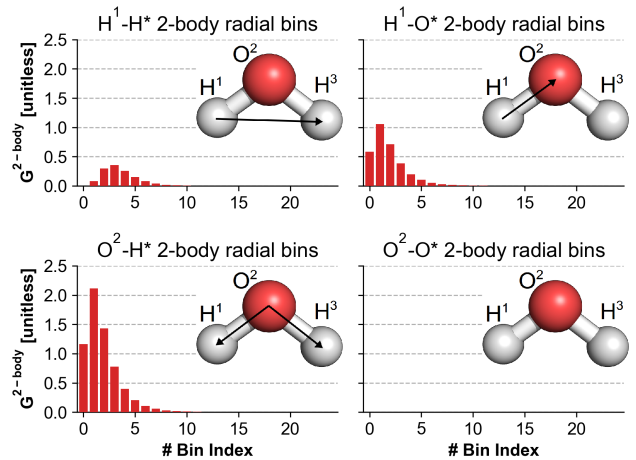 H¹-H* 2-body radial bins
H¹-O* 2-body radial bins
G²⁻ᵇᵒᵈʸ [unitless]
2.5
2.0
1.5
1.0
0.5
0.0
O²
H¹
H³
O²
H¹
H³
0 5 10 15 20
0 5 10 15 20
O²-H* 2-body radial bins
O²-O* 2-body radial bins
G²⁻ᵇᵒᵈʸ [unitless]
2.5
2.0
1.5
1.0
0.5
0.0
O²
H¹
H³
O²
H¹
H³
0 5 10 15 20
0 5 10 15 20
# Bin Index
# Bin Index